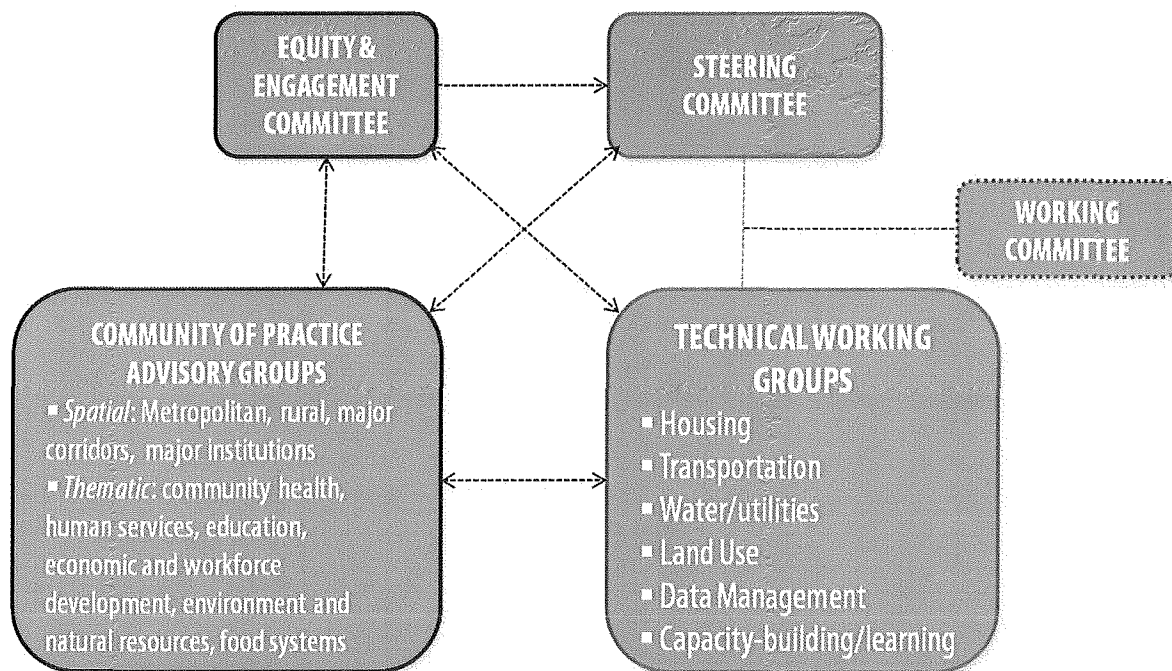 EQUITY &
ENGAGEMENT
COMMITTEE
STEERING
COMMITTEE
WORKING
COMMITTEE
COMMUNITY OF PRACTICE
ADVISORY GROUPS
▪ Spatial: Metropolitan, rural, major
corridors, major institutions
▪ Thematic: community health,
human services, education,
economic and workforce
development, environment and
natural resources, food systems
TECHNICAL WORKING
GROUPS
▪ Housing
▪ Transportation
▪ Water/utilities
▪ Land Use
▪ Data Management
▪ Capacity-building/learning